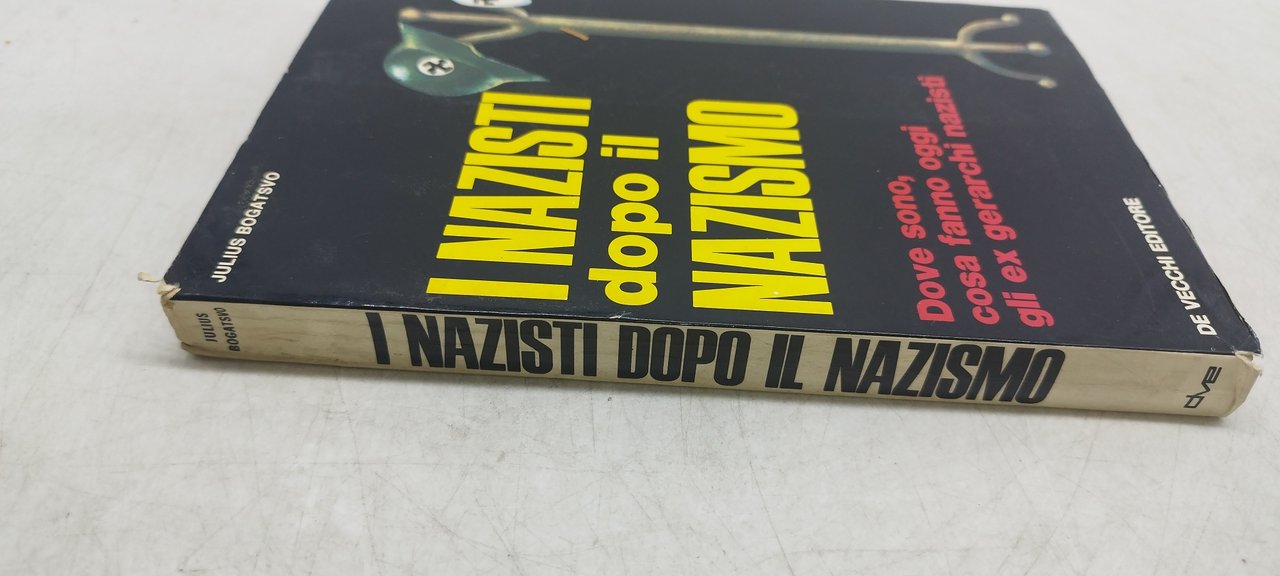 JULIUS BOGATSVO
I NAZISTI
dopo il
NAZISMO
Dove sono,
cosa fanno oggi
gli ex gerarchi nazisti
DE VECCHI EDITORE
JULIUS
BOGATSVO
I NAZISTI DOPO IL NAZISMO
dve